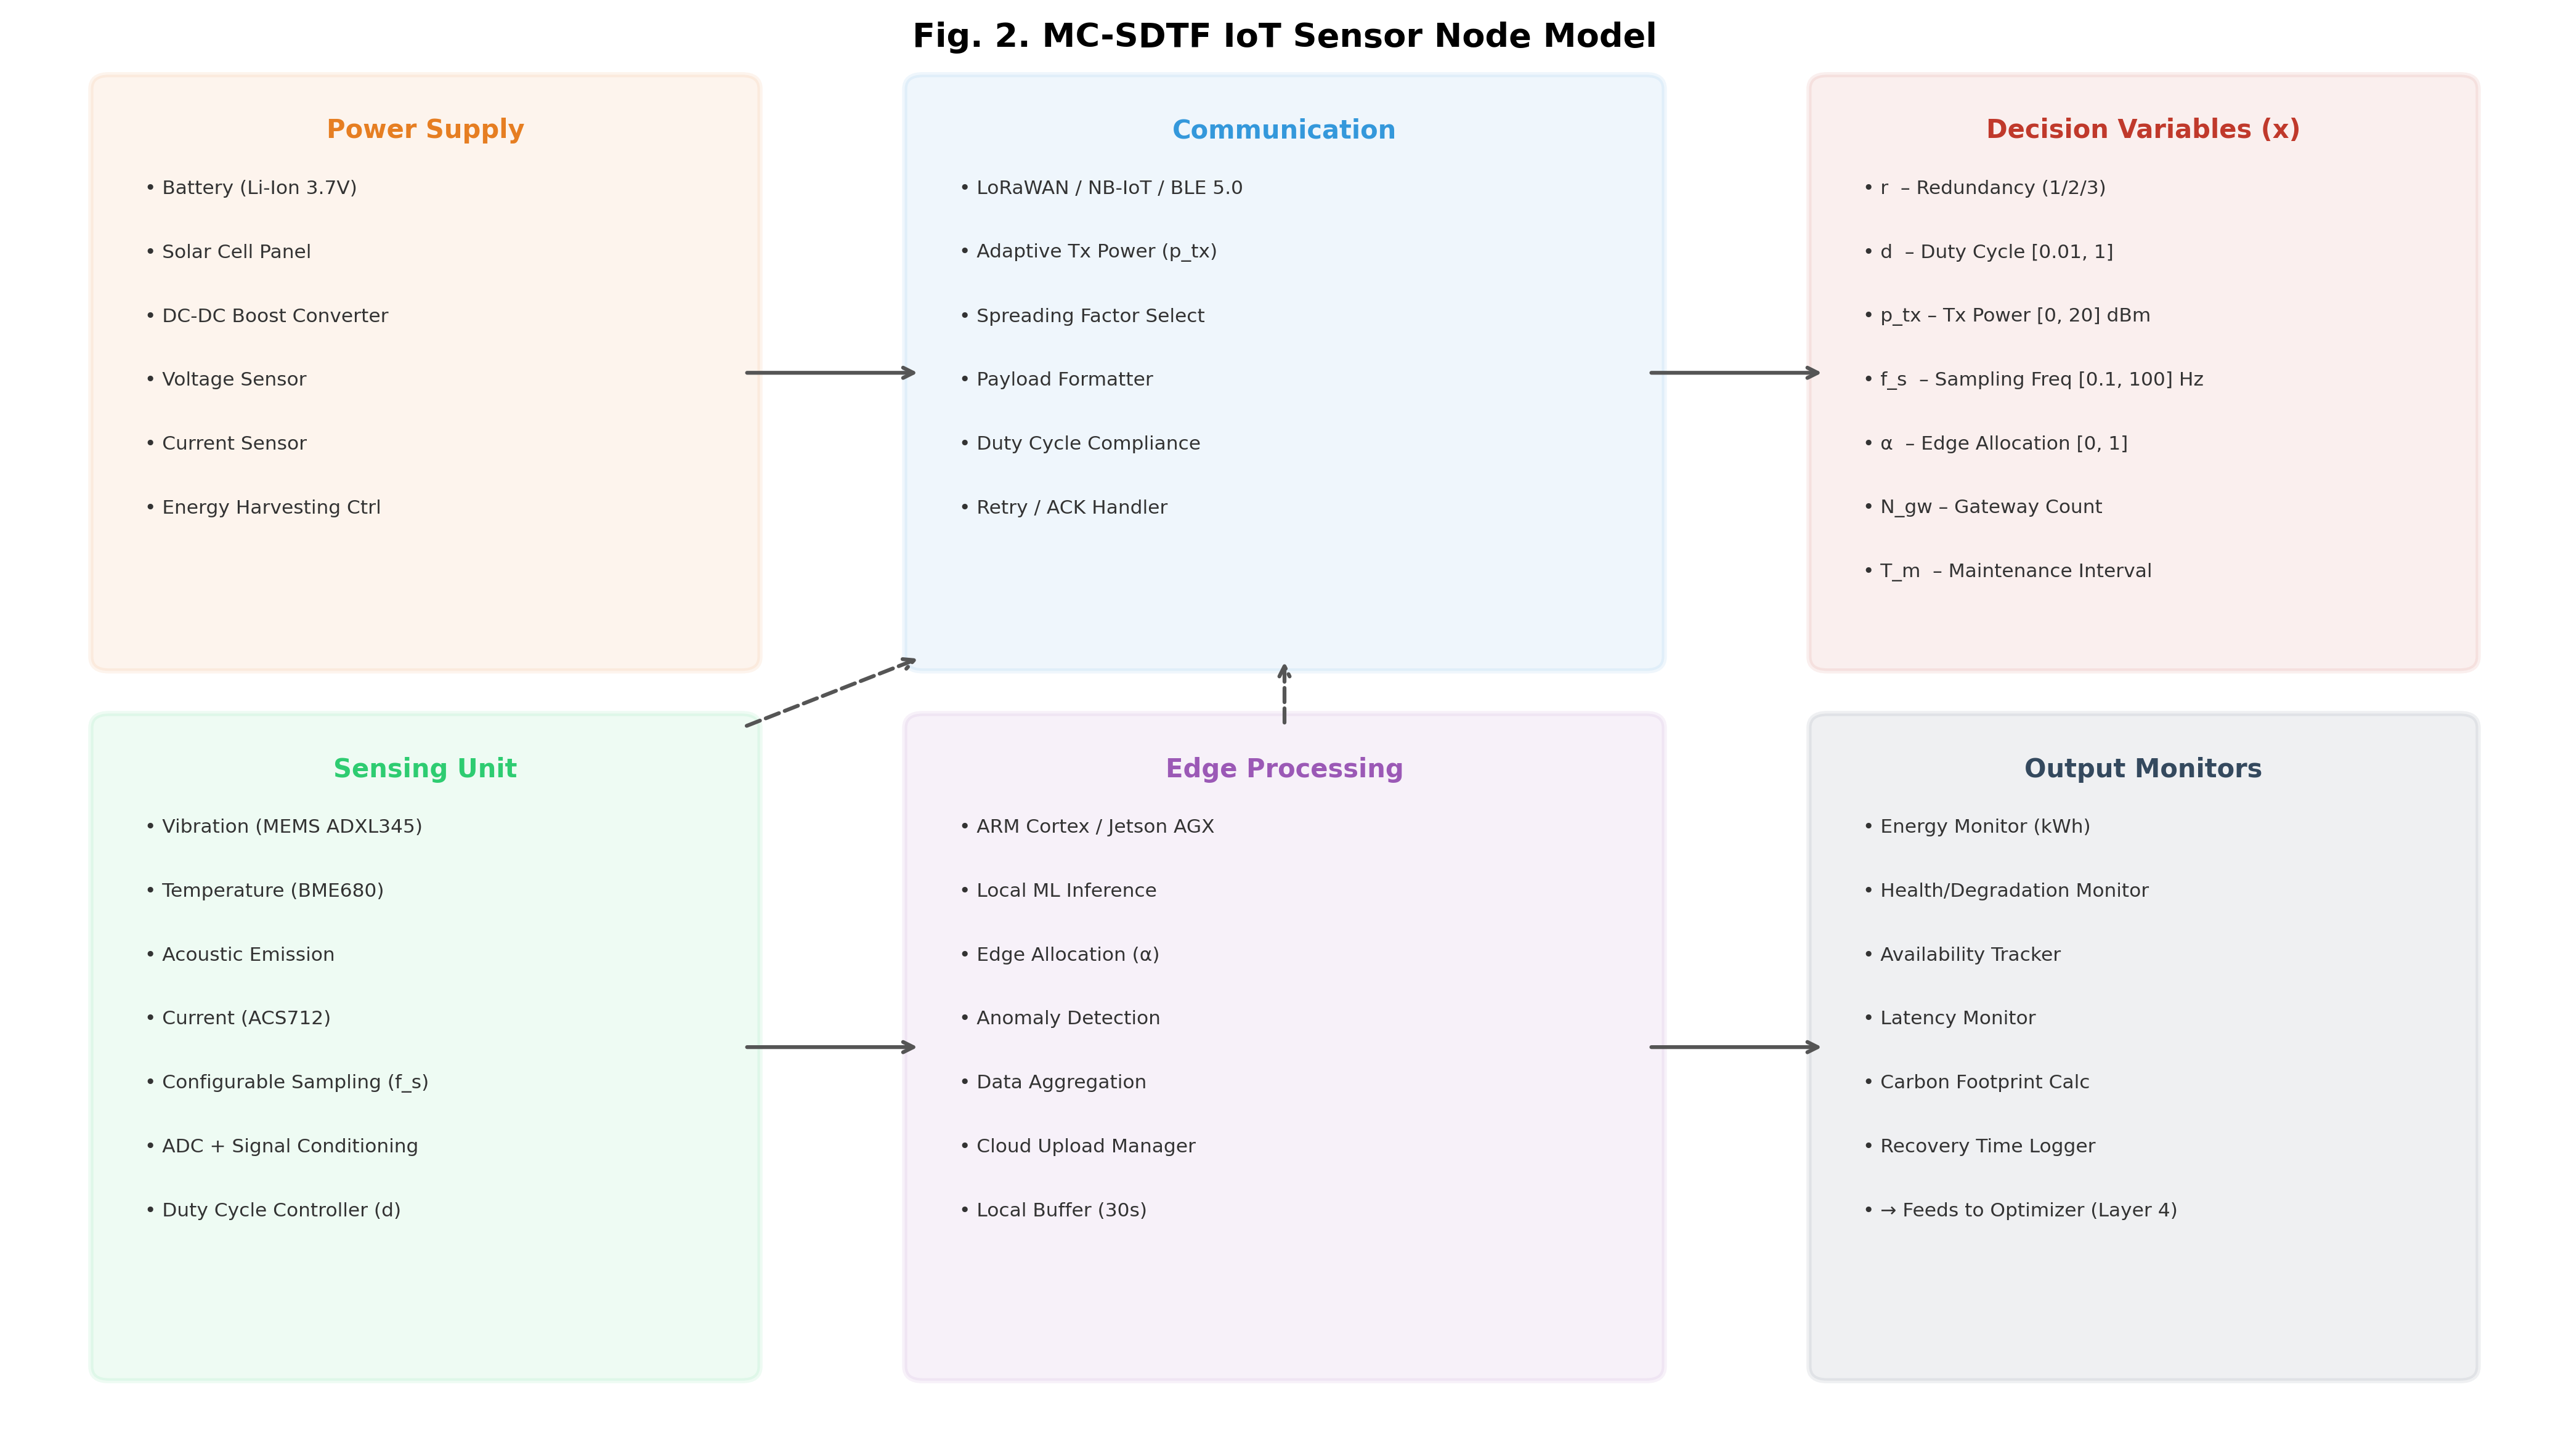 Fig. 2. MC-SDTF IoT Sensor Node Model
Power Supply
• Battery (Li-Ion 3.7V)
• Solar Cell Panel
• DC-DC Boost Converter
• Voltage Sensor
• Current Sensor
• Energy Harvesting Ctrl
Communication
• LoRaWAN / NB-IoT / BLE 5.0
• Adaptive Tx Power (p_tx)
• Spreading Factor Select
• Payload Formatter
• Duty Cycle Compliance
• Retry / ACK Handler
Decision Variables (x)
• r – Redundancy (1/2/3)
• d – Duty Cycle [0.01, 1]
• p_tx – Tx Power [0, 20] dBm
• f_s – Sampling Freq [0.1, 100] Hz
• α – Edge Allocation [0, 1]
• N_gw – Gateway Count
• T_m – Maintenance Interval
Sensing Unit
• Vibration (MEMS ADXL345)
• Temperature (BME680)
• Acoustic Emission
• Current (ACS712)
• Configurable Sampling (f_s)
• ADC + Signal Conditioning
• Duty Cycle Controller (d)
Edge Processing
• ARM Cortex / Jetson AGX
• Local ML Inference
• Edge Allocation (α)
• Anomaly Detection
• Data Aggregation
• Cloud Upload Manager
• Local Buffer (30s)
Output Monitors
• Energy Monitor (kWh)
• Health/Degradation Monitor
• Availability Tracker
• Latency Monitor
• Carbon Footprint Calc
• Recovery Time Logger
• → Feeds to Optimizer (Layer 4)